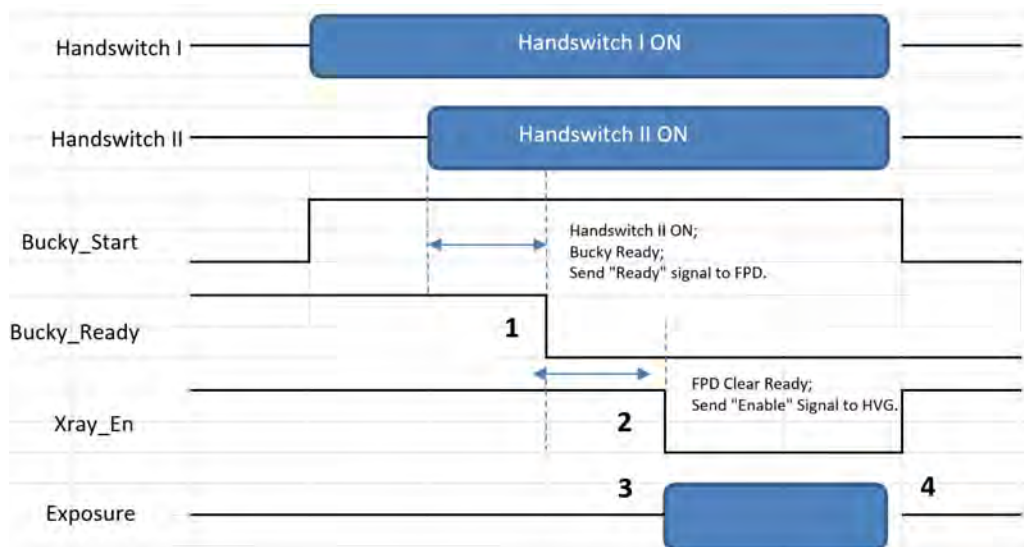 Handswitch I
Handswitch I ON
Handswitch II
Handswitch II ON
Bucky_Start
Handswitch II ON;
Bucky Ready;
Send "Ready" signal to FPD.
Bucky_Ready
1
FPD Clear Ready;
Send "Enable" Signal to HVG.
Xray_En
2
3
4
Exposure